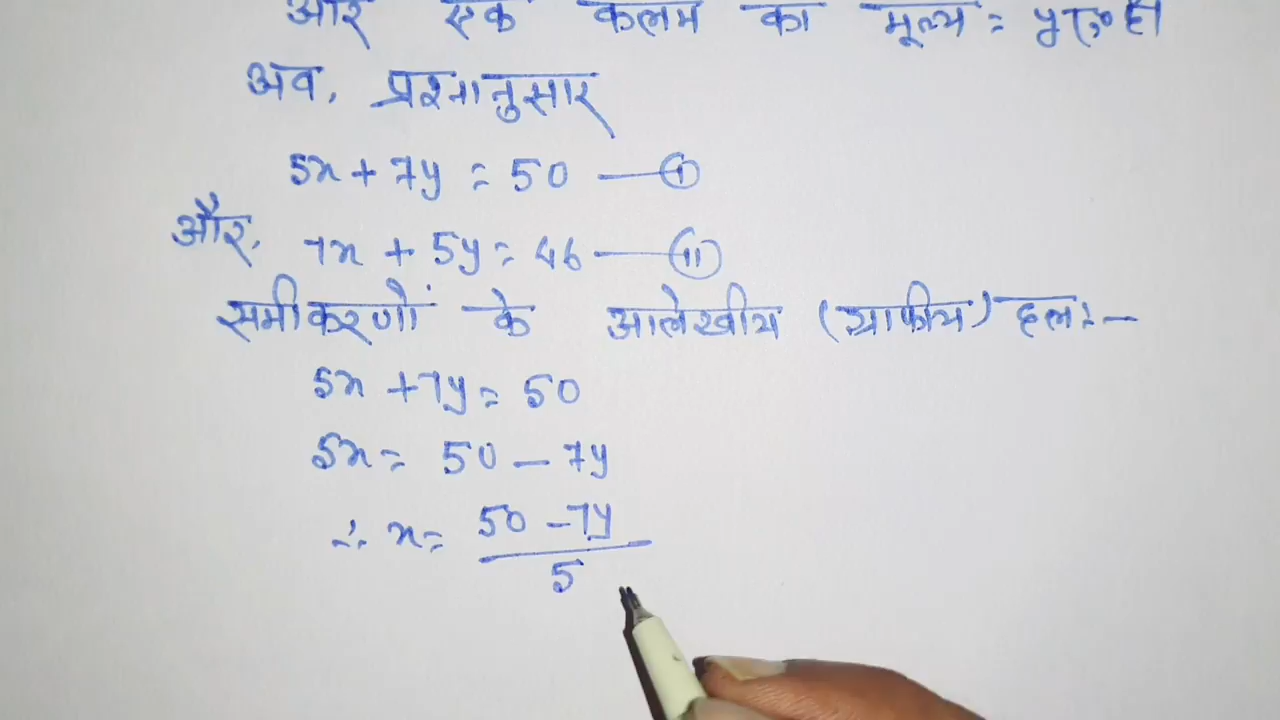 और एक कलम का मूल्य = y रु० है।
अब, प्रश्नानुसार
5x + 7y = 50 — (i)
और, 7x + 5y = 46 — (ii)
समीकरणों के आलेखीय (ग्राफीय) हल :-
5x + 7y = 50
5x = 50 - 7y
∴ x = 50 - 7y
5